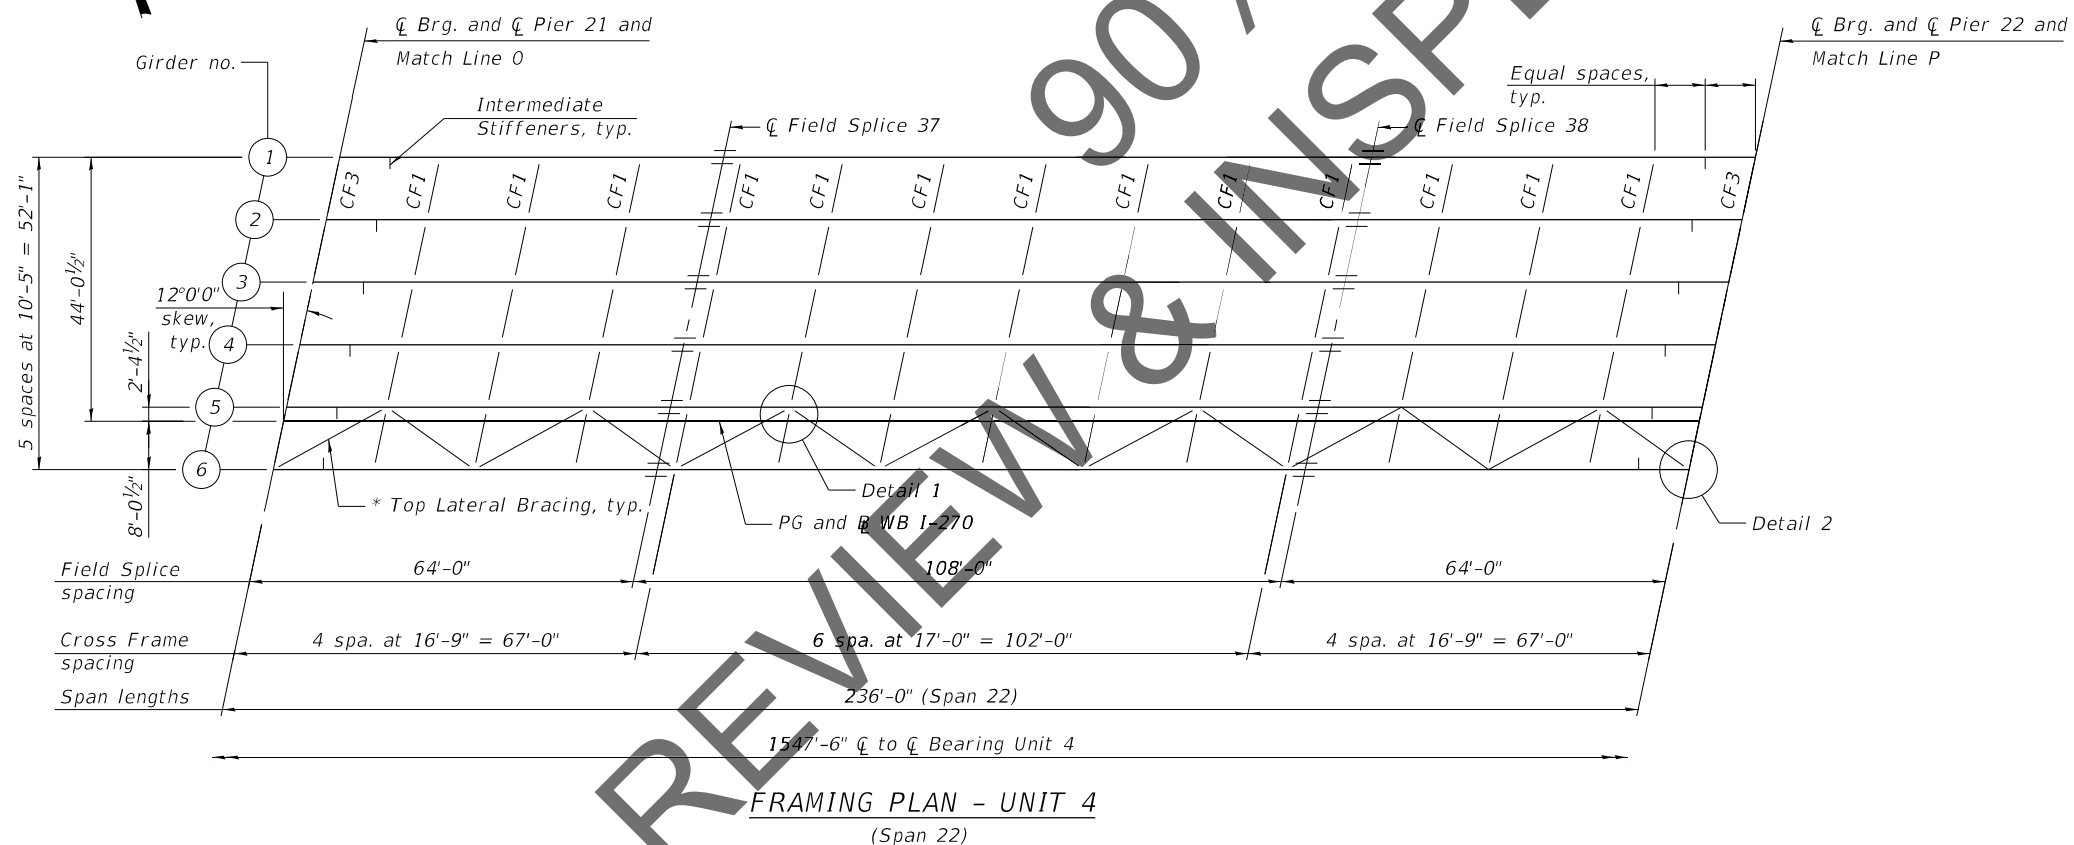 ℄ Brg. and ℄ Pier 21 and
Match Line O
℄ Brg. and ℄ Pier 22 and
Match Line P
Girder no.
Intermediate
Stiffeners, typ.
℄ Field Splice 37
℄ Field Splice 38
Equal spaces,
typ.
1
2
3
4
5
6
CF3
CF1
CF1
CF1
CF1
CF1
CF1
CF1
CF1
CF1
CF1
CF1
CF1
CF1
CF3
5 spaces at 10'-5" = 52'-1"
44'-0½"
2'-4½"
8'-0½"
12°0'0"
skew,
typ.
* Top Lateral Bracing, typ.
Detail 1
PG and ⅊ WB I-270
Detail 2
Field Splice
spacing
64'-0"
108'-0"
64'-0"
Cross Frame
spacing
4 spa. at 16'-9" = 67'-0"
6 spa. at 17'-0" = 102'-0"
4 spa. at 16'-9" = 67'-0"
Span lengths
236'-0" (Span 22)
1547'-6" ℄ to ℄ Bearing Unit 4
FRAMING PLAN - UNIT 4
(Span 22)
90
REVIEW & INSPE